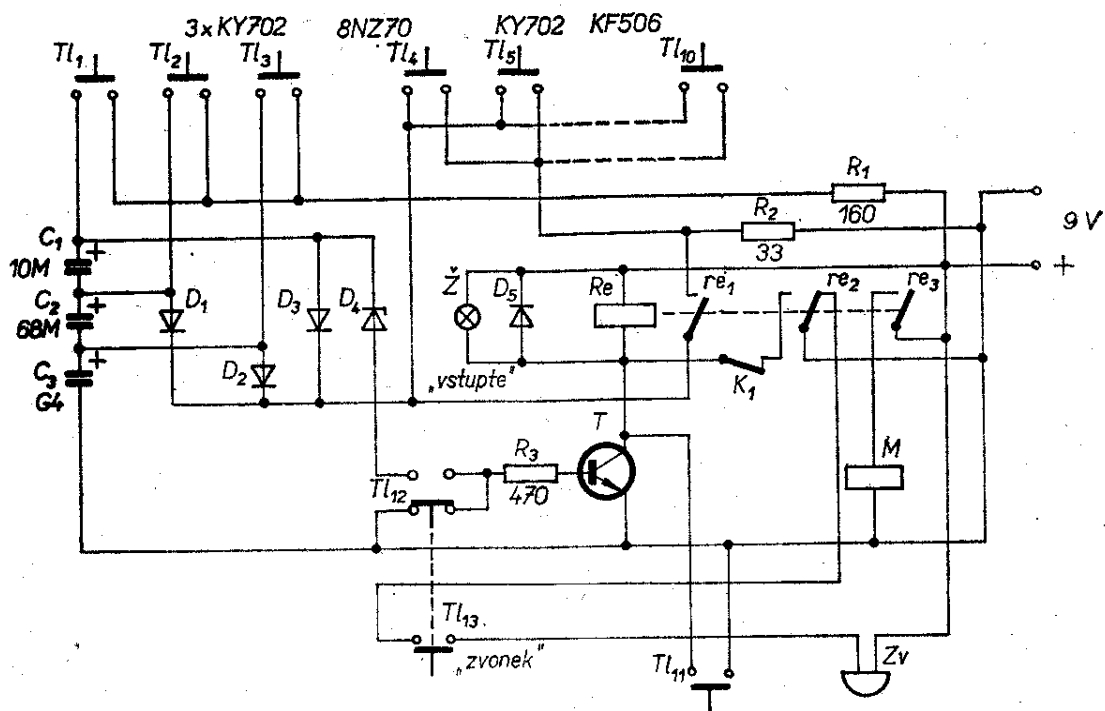 3xKY702 8NZ70 KY702 KF506
Tl1 Tl2 Tl3 Tl4 Tl5 Tl10
R1
160
R2
33
9 V
+
C1 +
10M
C2 +
68M
C3 +
G4
D1
D2
D3
D4
Ž
D5
Re
re1
re2
re3
„vstupte"
K1
T
R3
470
M
Tl12
Tl13
„zvonek"
Tl11
Zv